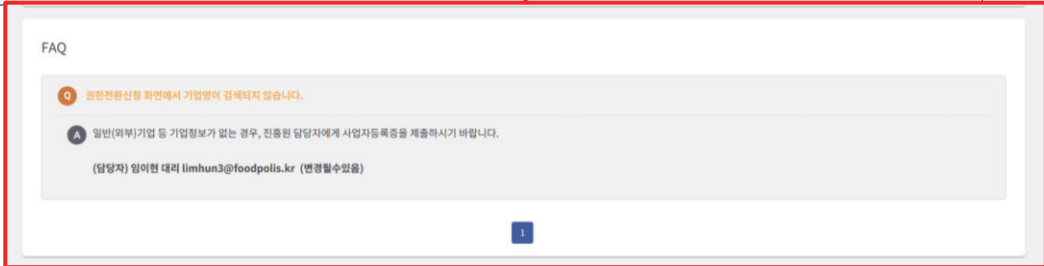 FAQ
Q 권한전환신청 화면에서 기업명이 검색되지 않습니다.
A 일반(외부)기업 등 기업정보가 없는 경우, 진흥원 담당자에게 사업자등록증을 제출하시기 바랍니다.
(담당자) 임이현 대리 limhun3@foodpolis.kr (변경될수있음)
1